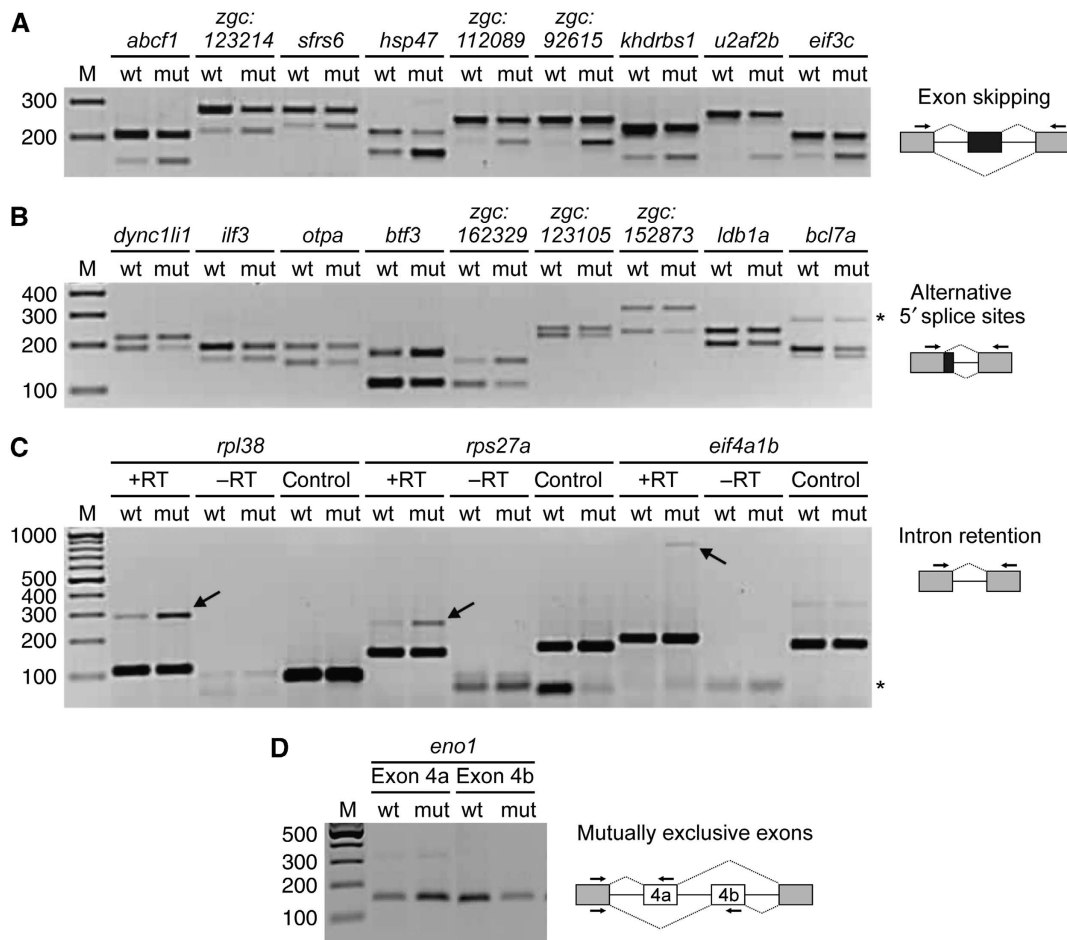 A
abcf1 zgc: 123214 sfrs6 hsp47 zgc: 112089 zgc: 92615 khdrbs1 u2af2b eif3c
M wt mut wt mut wt mut wt mut wt mut wt mut wt mut wt mut wt mut
300
200
Exon skipping
B
dync1li1 ilf3 otpa btf3 zgc: 162329 zgc: 123105 zgc: 152873 ldb1a bcl7a
M wt mut wt mut wt mut wt mut wt mut wt mut wt mut wt mut wt mut
400
300
200
100
*
Alternative
5′ splice sites
C
rpl38 rps27a eif4a1b
+RT –RT Control +RT –RT Control +RT –RT Control
M wt mut wt mut wt mut wt mut wt mut wt mut wt mut wt mut wt mut
1000
500
400
300
200
100
*
Intron retention
D
eno1
Exon 4a Exon 4b
M wt mut wt mut
500
300
200
100
Mutually exclusive exons
4a 4b